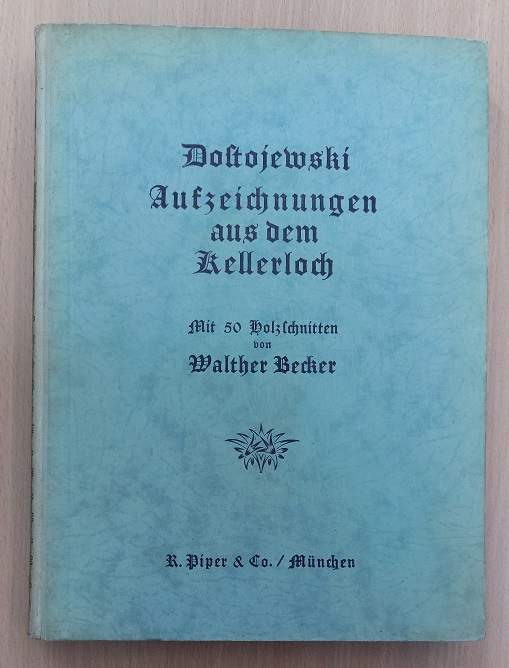 Dostojewski
Aufzeichnungen
aus dem
Kellerloch
Mit 50 Holzschnitten
von
Walther Becker
R. Piper & Co. / München